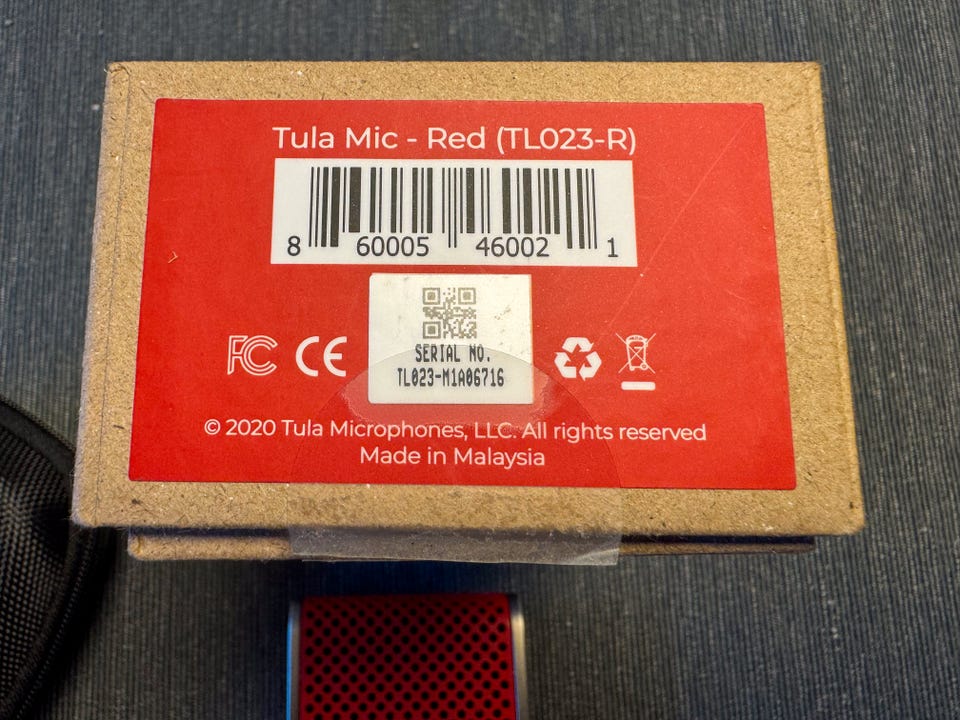 Tula Mic - Red (TL023-R)
8 60005 46002 1
SERIAL NO.
TL023-M1A06716
FC CE
© 2020 Tula Microphones, LLC. All rights reserved
Made in Malaysia